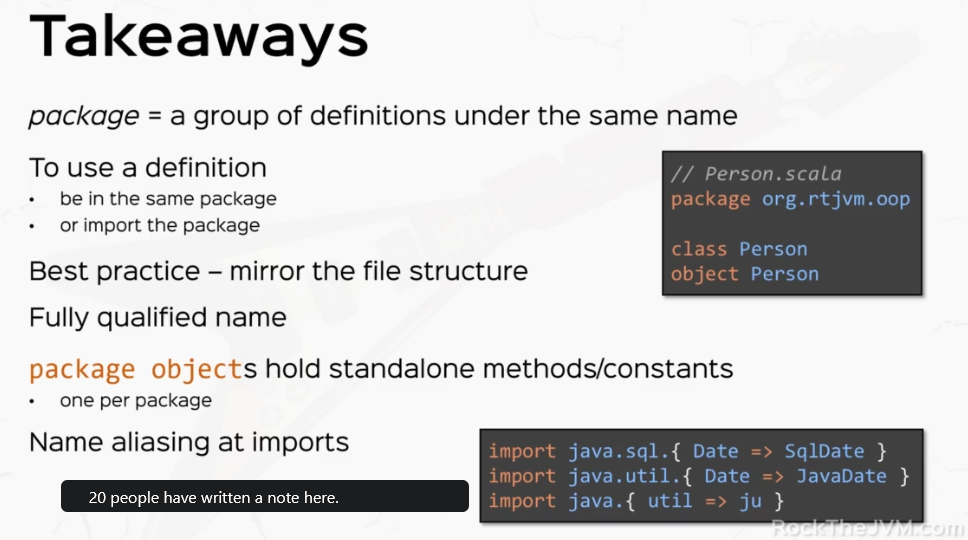 Takeaways
package = a group of definitions under the same name
To use a definition
• be in the same package
• or import the package
// Person.scala
package org.rtjvm.oop
class Person
object Person
Best practice – mirror the file structure
Fully qualified name
package objects hold standalone methods/constants
• one per package
Name aliasing at imports
import java.sql.{ Date => SqlDate }
import java.util.{ Date => JavaDate }
import java.{ util => ju }
20 people have written a note here.
RockTheJVM.com